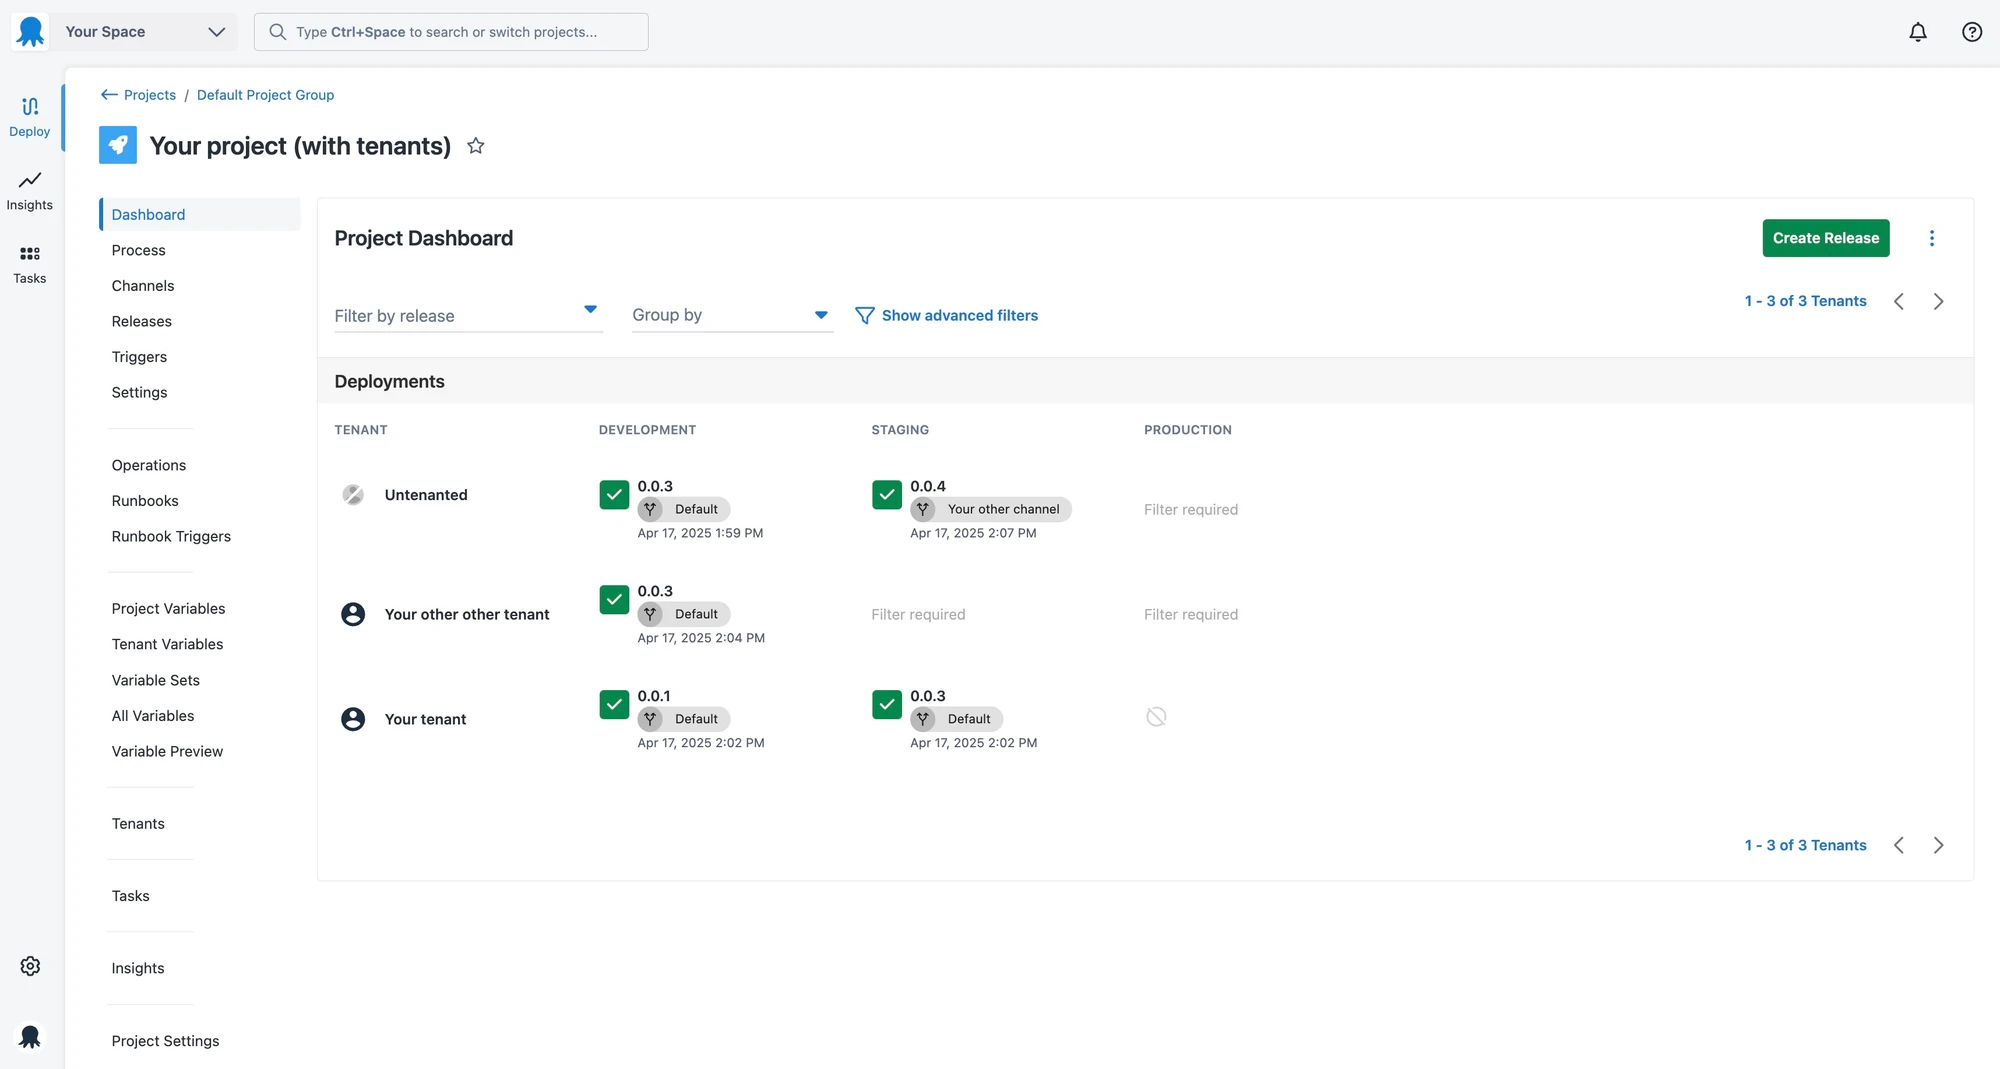 Your Space
Type Ctrl+Space to search or switch projects...
Projects / Default Project Group
Your project (with tenants)
Deploy
Insights
Tasks
Dashboard
Process
Channels
Releases
Triggers
Settings
Operations
Runbooks
Runbook Triggers
Project Variables
Tenant Variables
Variable Sets
All Variables
Variable Preview
Tenants
Tasks
Insights
Project Settings
Project Dashboard
Create Release
Filter by release
Group by
Show advanced filters
1 - 3 of 3 Tenants
Deployments
TENANT DEVELOPMENT STAGING PRODUCTION
Untenanted
0.0.3
Default
Apr 17, 2025 1:59 PM
0.0.4
Your other channel
Apr 17, 2025 2:07 PM
Filter required
Your other other tenant
0.0.3
Default
Apr 17, 2025 2:04 PM
Filter required
Filter required
Your tenant
0.0.1
Default
Apr 17, 2025 2:02 PM
0.0.3
Default
Apr 17, 2025 2:02 PM
1 - 3 of 3 Tenants